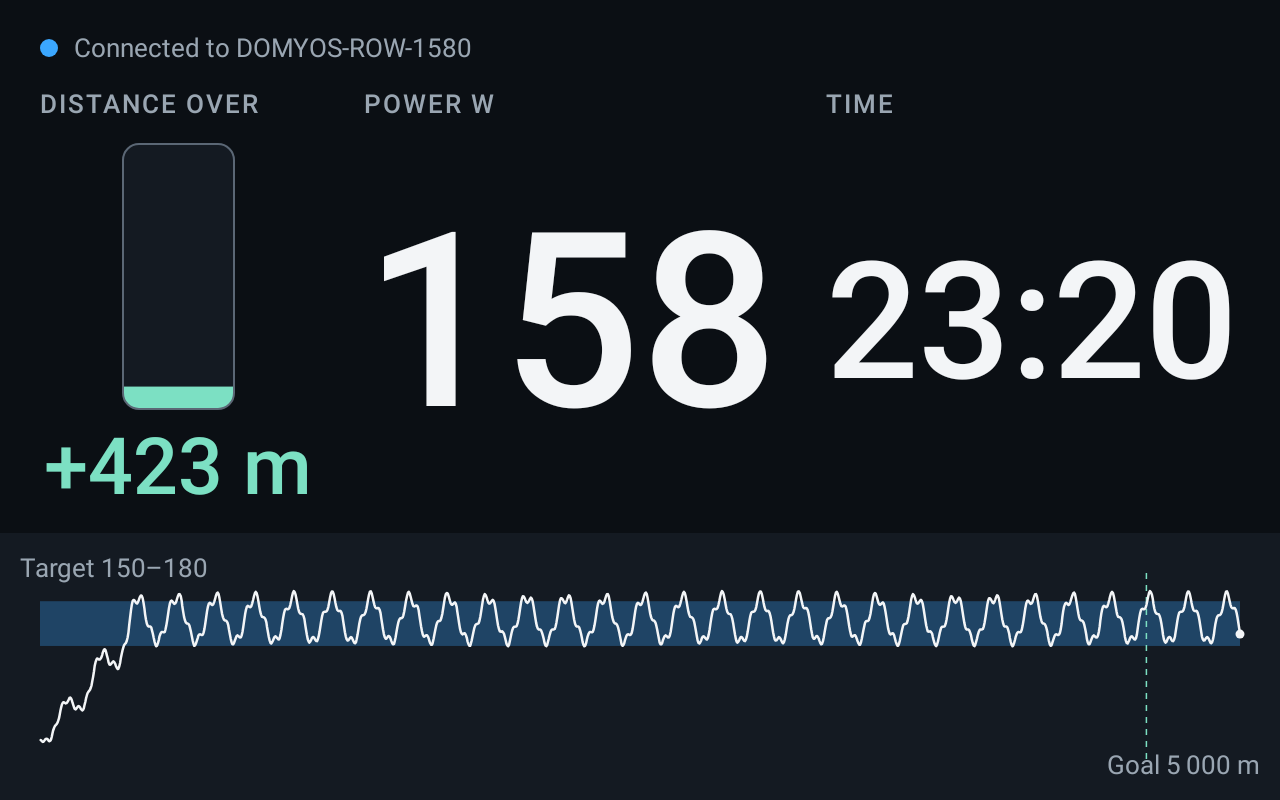 Connected to DOMYOS-ROW-1580
DISTANCE OVER
POWER W
TIME
158
23:20
+423 m
Target 150–180
Goal 5 000 m